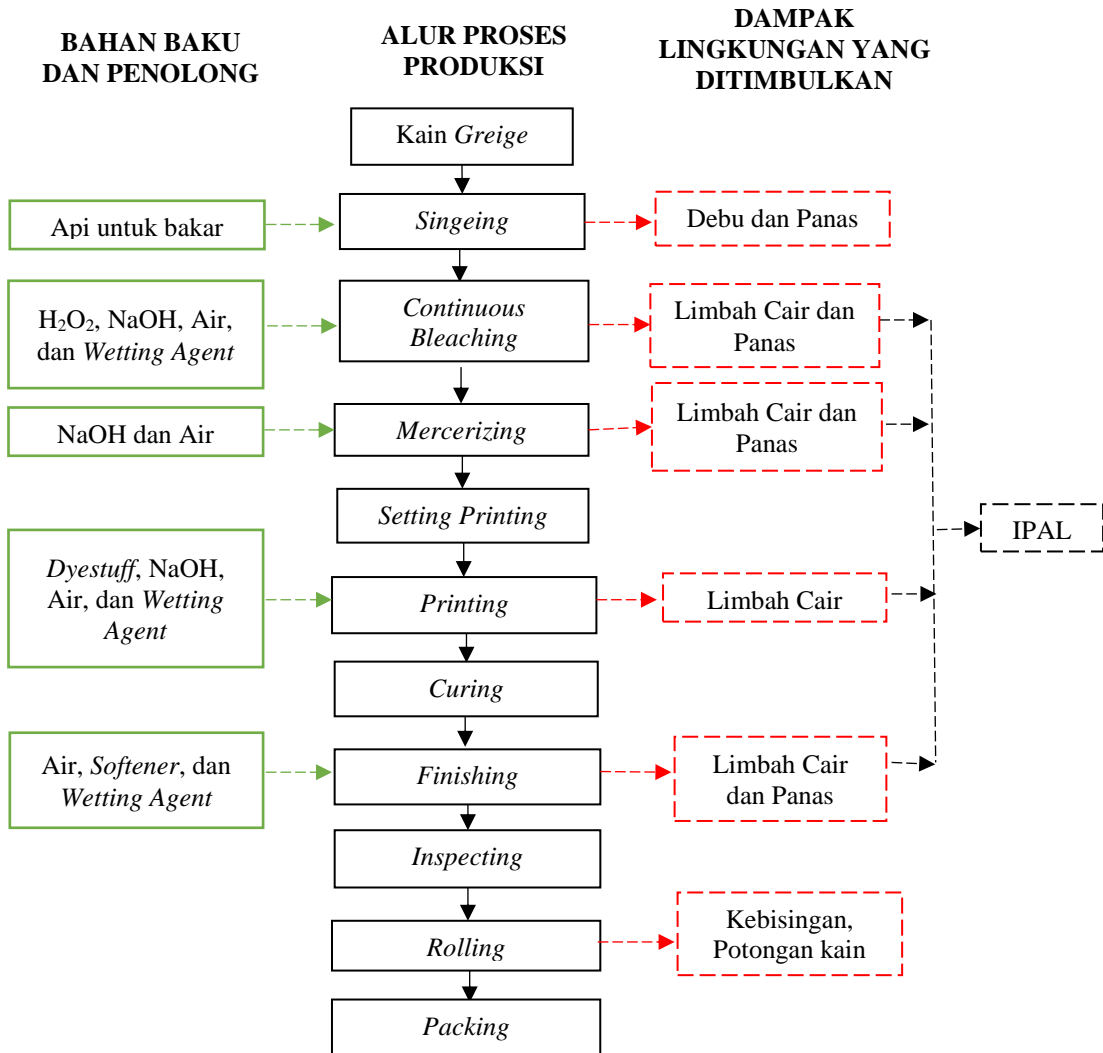 BAHAN BAKU
DAN PENOLONG
ALUR PROSES
PRODUKSI
DAMPAK
LINGKUNGAN YANG
DITIMBULKAN
Kain Greige
Api untuk bakar
Singeing
Debu dan Panas
H₂O₂, NaOH, Air,
dan Wetting Agent
Continuous
Bleaching
Limbah Cair dan
Panas
NaOH dan Air
Mercerizing
Limbah Cair dan
Panas
Setting Printing
IPAL
Dyestuff, NaOH,
Air, dan Wetting
Agent
Printing
Limbah Cair
Curing
Air, Softener, dan
Wetting Agent
Finishing
Limbah Cair
dan Panas
Inspecting
Rolling
Kebisingan,
Potongan kain
Packing